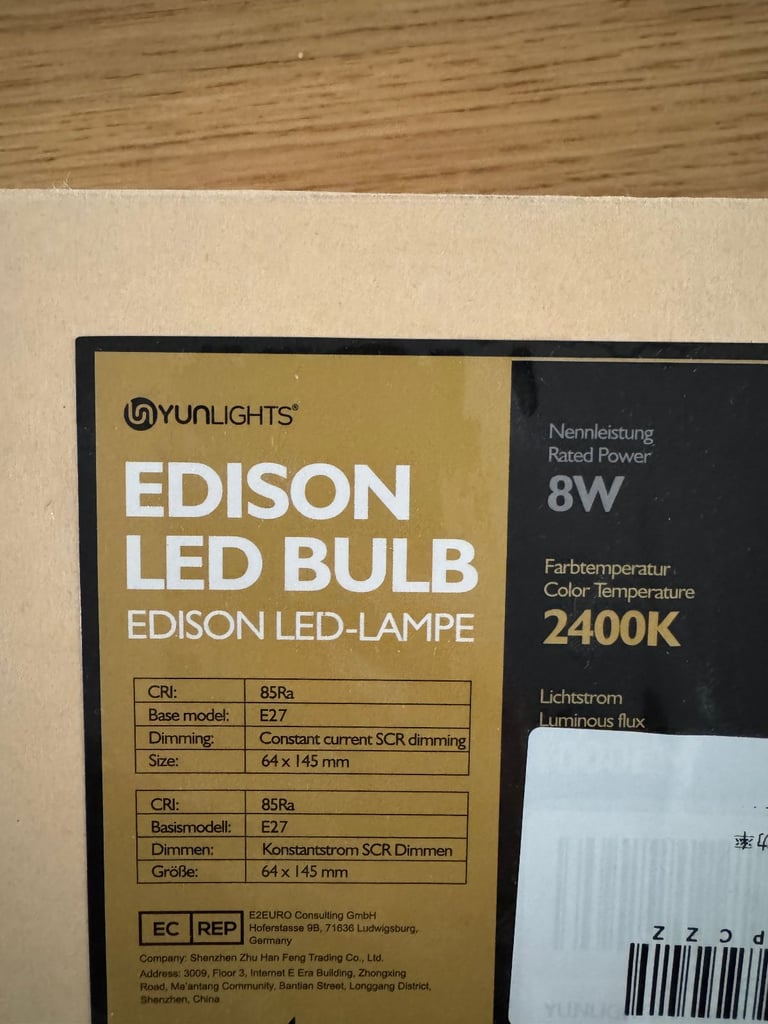 YUNLIGHTS®
EDISON
LED BULB
EDISON LED-LAMPE
CRI: 85Ra
Base model: E27
Dimming: Constant current SCR dimming
Size: 64 x 145 mm
CRI: 85Ra
Basismodell: E27
Dimmen: Konstantstrom SCR Dimmen
Größe: 64 x 145 mm
EC REP
E2EURO Consulting GmbH
Hoferstasse 9B, 71636 Ludwigsburg,
Germany
Company: Shenzhen Zhu Han Feng Trading Co., Ltd.
Address: 3009, Floor 3, Internet E Era Building, Zhongxing
Road, Ma'antang Community, Bantian Street, Longgang District,
Shenzhen, China
Nennleistung
Rated Power
8W
Farbtemperatur
Color Temperature
2400K
Lichtstrom
Luminous flux
率
P C Z Z